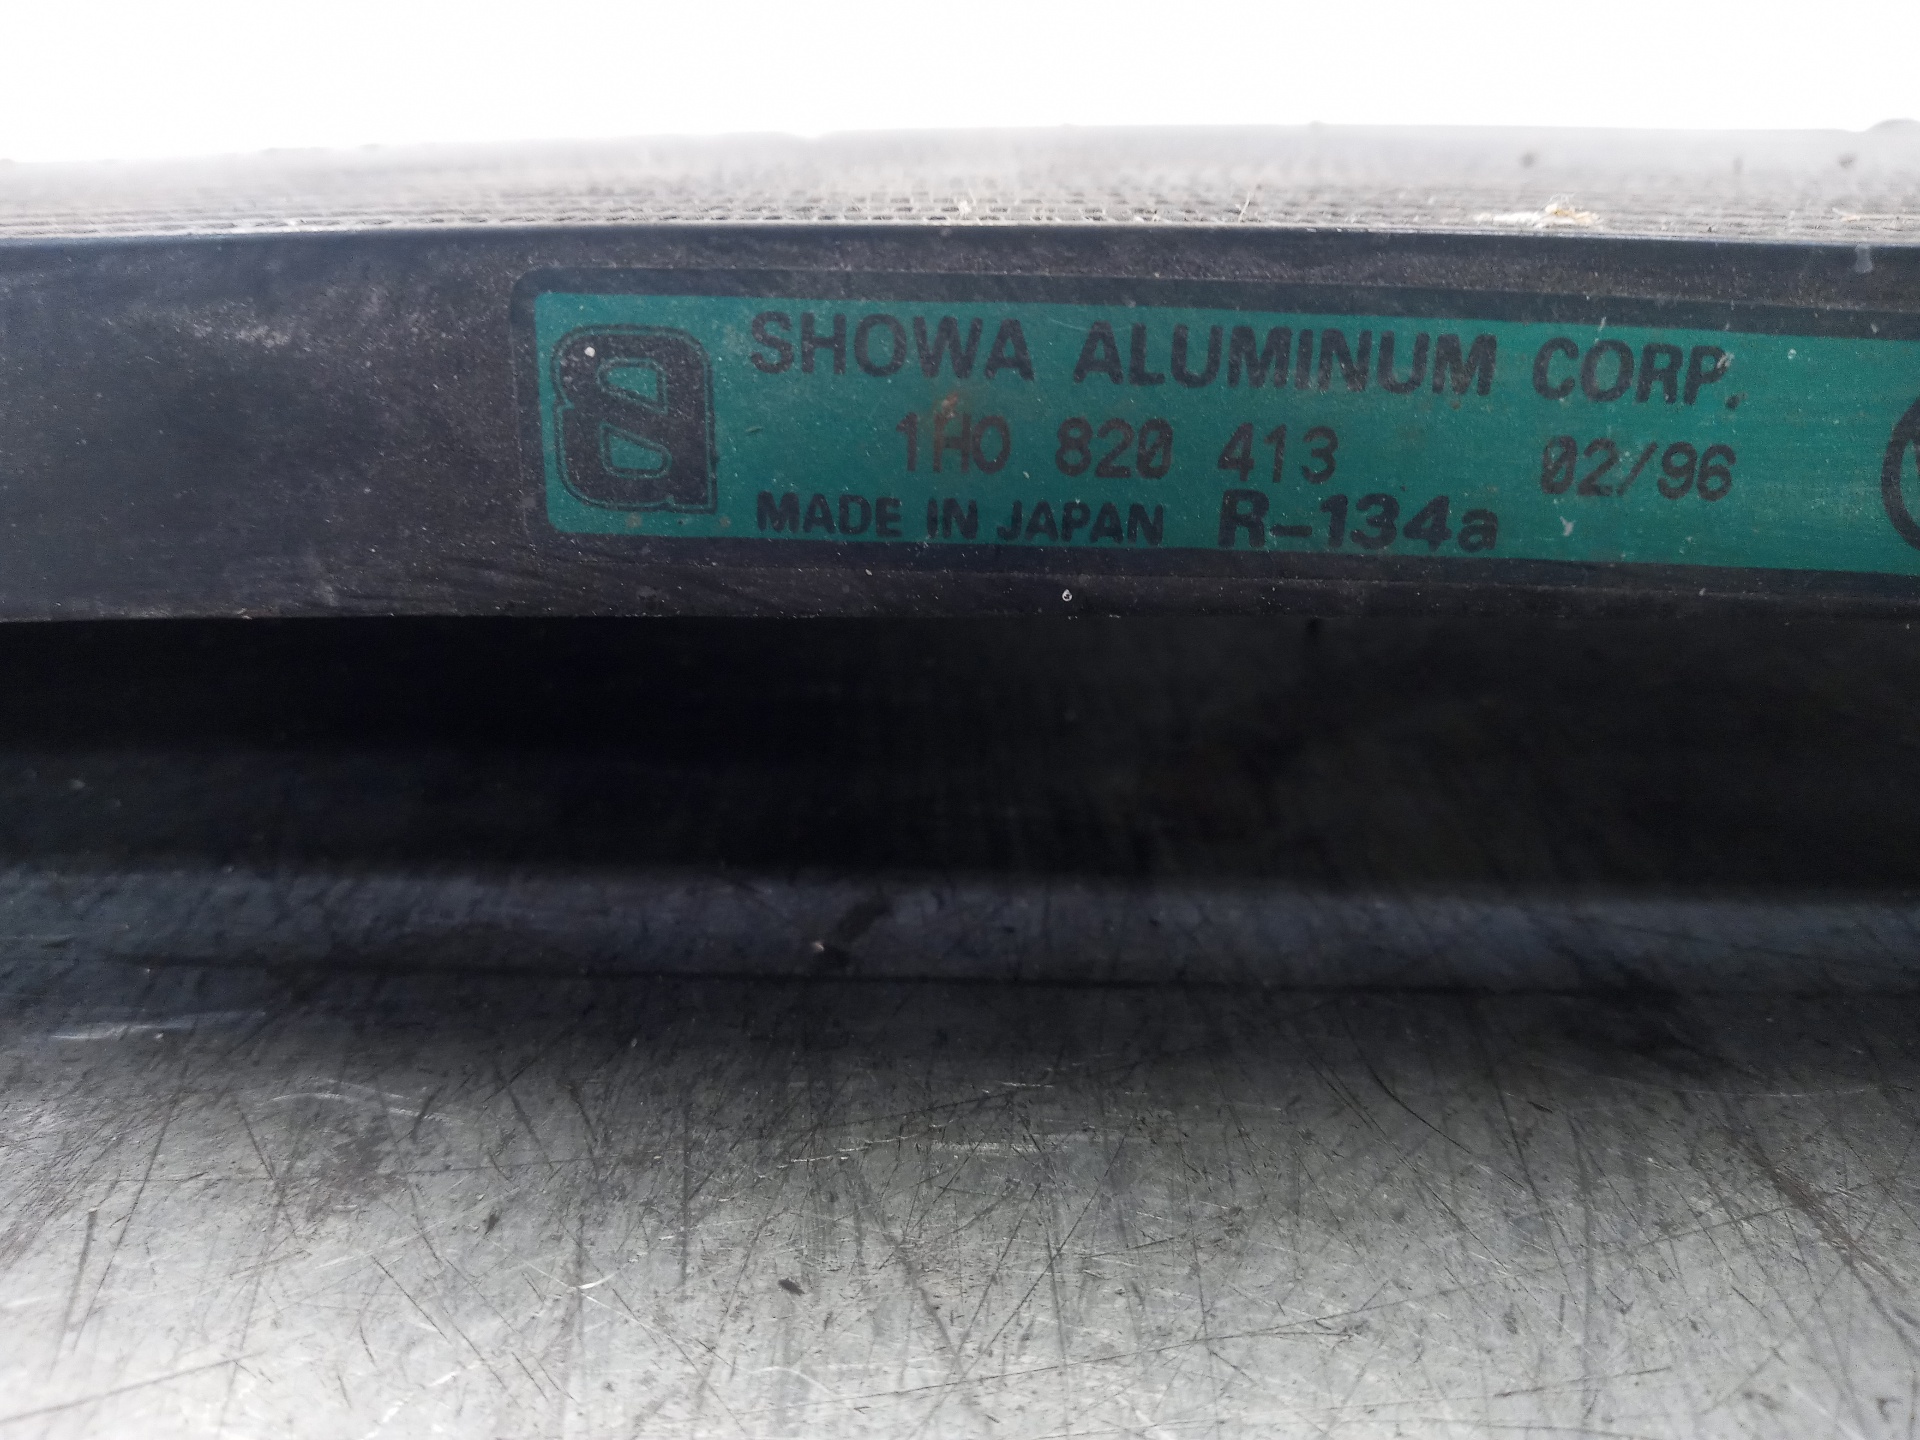 SHOWA ALUMINUM CORP.
1H0 820 413 02/96
MADE IN JAPAN R-134a